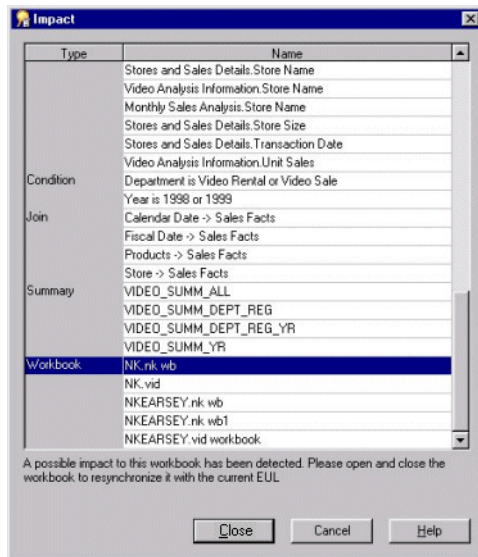 Impact
Type Name
Stores and Sales Details.Store Name
Video Analysis Information.Store Name
Monthly Sales Analysis.Store Name
Stores and Sales Details.Store Size
Stores and Sales Details.Transaction Date
Video Analysis Information.Unit Sales
Condition Department is Video Rental or Video Sale
Year is 1998 or 1999
Join Calendar Date -> Sales Facts
Fiscal Date -> Sales Facts
Products -> Sales Facts
Store -> Sales Facts
Summary VIDEO_SUMM_ALL
VIDEO_SUMM_DEPT_REG
VIDEO_SUMM_DEPT_REG_YR
VIDEO_SUMM_YR
Workbook NK.nk wb
NK.vid
NKEARSEY.nk wb
NKEARSEY.nk wb1
NKEARSEY.vid workbook
A possible impact to this workbook has been detected. Please open and close the
workbook to resynchronize it with the current EUL
Close Cancel Help